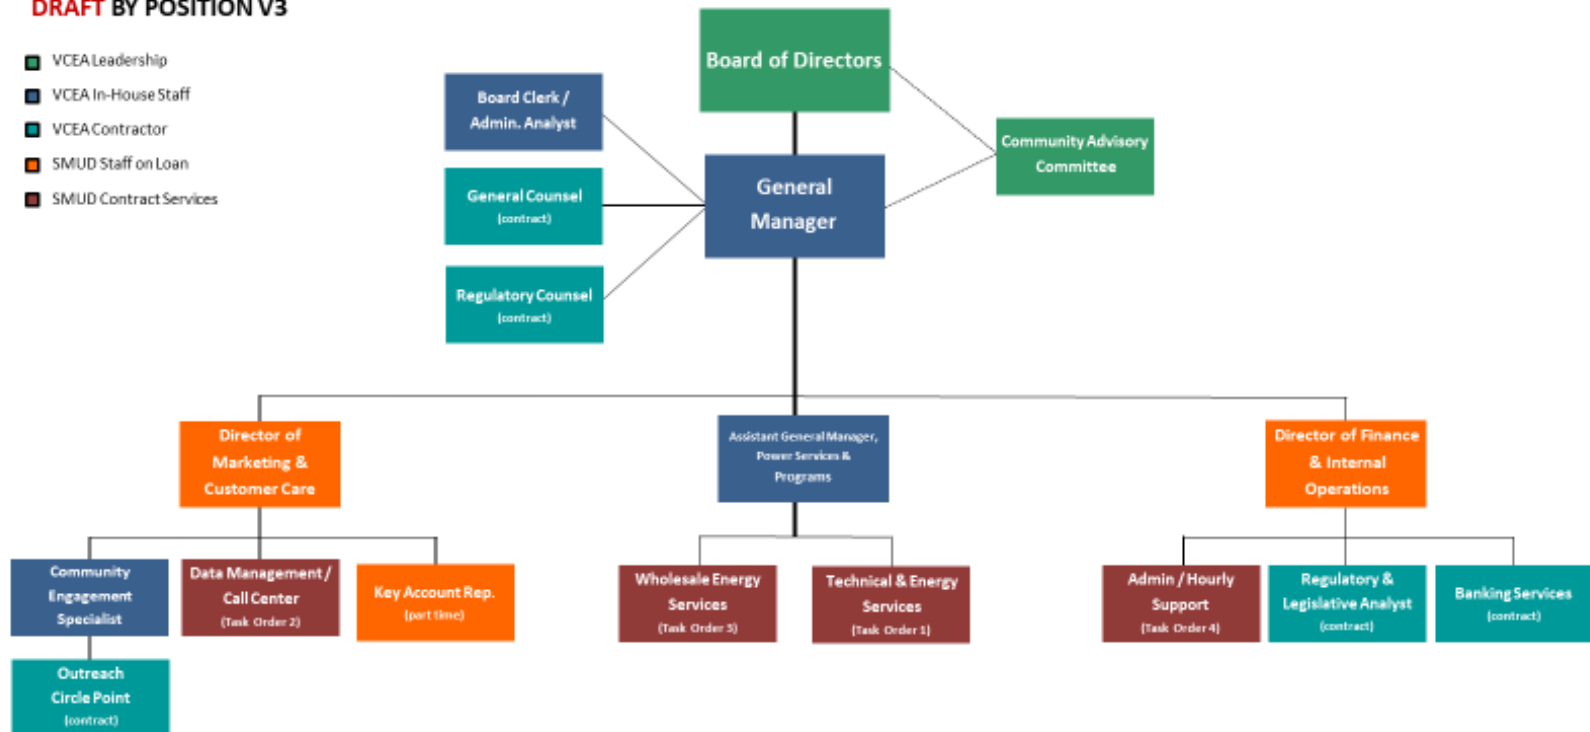 DRAFT BY POSITION V3
VCEA Leadership
VCEA In-House Staff
VCEA Contractor
SMUD Staff on Loan
SMUD Contract Services
Board of Directors
Board Clerk /
Admin. Analyst
Community Advisory
Committee
General
Manager
General Counsel
(contract)
Regulatory Counsel
(contract)
Director of
Marketing &
Customer Care
Assistant General Manager,
Power Services &
Programs
Director of Finance
& Internal
Operations
Community
Engagement
Specialist
Data Management /
Call Center
(Task Order 2)
Key Account Rep.
(part time)
Wholesale Energy
Services
(Task Order 3)
Technical & Energy
Services
(Task Order 1)
Admin / Hourly
Support
(Task Order 4)
Regulatory &
Legislative Analyst
(contract)
Banking Services
(contract)
Outreach
Circle Point
(contract)